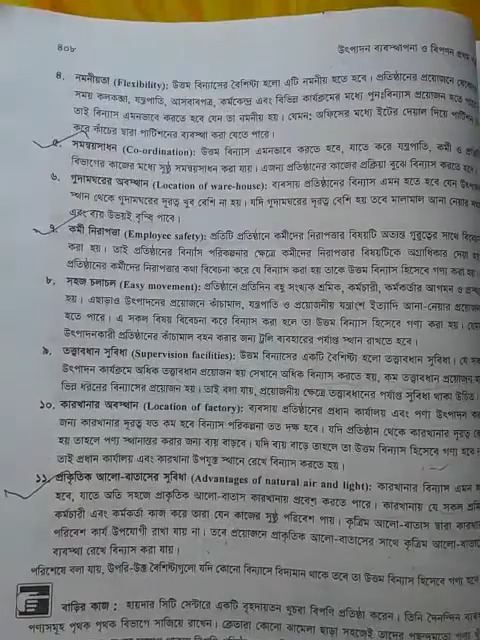 ৪০৮
উৎপাদন ব্যবস্থাপনা ও বিপণন প্রথম
৪. নমনীয়তা (Flexibility): উত্তম বিন্যাসের বৈশিষ্ট্য হলো এটি নমনীয় হতে হবে। প্রতিষ্ঠানের প্রয়োজনে
সময় কলকব্জা, যন্ত্রপাতি, আসবাবপত্র, কর্মকেন্দ্র এবং বিভিন্ন কার্যক্রমের মধ্যে পুনঃবিন্যাস প্রয়োজন হতে
তাই বিন্যাস এমনভাবে করতে হবে যেন তা নমনীয় হয়। যেমন: অফিসের মধ্যে ইটের দেয়াল দিয়ে পার্টিশন
করে কাঁচের দ্বারা পার্টিশনের ব্যবস্থা করা যেতে পারে।
৫. সমন্বয়সাধন (Co-ordination): উত্তম বিন্যাস এমনভাবে করতে হবে, যাতে করে যন্ত্রপাতি, কর্মী ও
বিভাগের কাজের মধ্যে সুষ্ঠু সমন্বয়সাধন করা যায়। এজন্য প্রতিষ্ঠানের কাজের প্রক্রিয়া বুঝে বিন্যাস করতে হবে।
৬. গুদামঘরের অবস্থান (Location of ware-house): ব্যবসায় প্রতিষ্ঠানের বিন্যাস এমন হতে হবে যেন
স্থান থেকে গুদামঘরের দূরত্ব খুব বেশি না হয়। যদি গুদামঘরের দূরত্ব বেশি হয় তবে মালামাল আনা নেয়ার
এবং ব্যয় উভয়ই বৃদ্ধি পাবে।
৭. কর্মী নিরাপত্তা (Employee safety): প্রতিটি প্রতিষ্ঠানে কর্মীদের নিরাপত্তার বিষয়টি অত্যন্ত গুরুত্বের সাথে
করা হয়। তাই প্রতিষ্ঠানের বিন্যাস পরিকল্পনার ক্ষেত্রে কর্মীদের নিরাপত্তার বিষয়টিকে অগ্রাধিকার দেয়া
প্রতিষ্ঠানের কর্মীদের নিরাপত্তার কথা বিবেচনা করে যে বিন্যাস করা হয় তাকে উত্তম বিন্যাস হিসেবে গণ্য করা
৮. সহজ চলাচল (Easy movement): প্রতিষ্ঠানে প্রতিদিন বহু সংখ্যক শ্রমিক, কর্মচারী, কর্মকর্তার আগমন ও
হয়। এছাড়াও উৎপাদনের প্রয়োজনে কাঁচামাল, যন্ত্রপাতি ও প্রয়োজনীয় যন্ত্রাংশ ইত্যাদি আনা-নেয়ার
হতে পারে। এ সকল বিষয় বিবেচনা করে বিন্যাস করা হলে তা উত্তম বিন্যাস হিসেবে গণ্য করা হয়।
উৎপাদনকারী প্রতিষ্ঠানের কাঁচামাল বহন করার জন্য ট্রলি ব্যবহারের পর্যাপ্ত স্থান রাখতে হবে।
৯. তত্ত্বাবধান সুবিধা (Supervision facilities): উত্তম বিন্যাসের একটি বৈশিষ্ট্য হলো তত্ত্বাবধান সুবিধা। যে
উৎপাদন কার্যক্রমে অধিক তত্ত্বাবধান প্রয়োজন হয় সেখানে অধিক বিন্যাস করতে হয়, কম তত্ত্বাবধান প্রয়োজন
ভিন্ন ধরনের বিন্যাসের প্রয়োজন হয়। তাই বলা যায়, প্রয়োজনীয় ক্ষেত্রে তত্ত্বাবধানের পর্যাপ্ত সুবিধা থাকা উচিত।
১০. কারখানার অবস্থান (Location of factory): ব্যবসায় প্রতিষ্ঠানের প্রধান কার্যালয় এবং পণ্য উৎপাদন
জন্য কারখানার দূরত্ব যত কম হবে বিন্যাস পরিকল্পনা তত দক্ষ হবে। যদি প্রতিষ্ঠান থেকে কারখানার দূরত্ব
হয় তাহলে পণ্য স্থানান্তর করার জন্য ব্যয় বাড়বে। যদি ব্যয় বাড়ে তাহলে তা উত্তম বিন্যাস হিসেবে গণ্য হবে
তাই প্রধান কার্যালয় এবং কারখানা উপযুক্ত স্থানে রেখে বিন্যাস করতে হয়।
১১. প্রাকৃতিক আলো-বাতাসের সুবিধা (Advantages of natural air and light): কারখানার বিন্যাস এমন
হবে, যাতে অতি সহজে প্রাকৃতিক আলো-বাতাস কারখানায় প্রবেশ করতে পারে। কারখানায় যে সকল
কর্মচারী এবং কর্মকর্তা কাজ করে তারা যেন কাজের সুষ্ঠু পরিবেশ পায়। কৃত্রিম আলো-বাতাস দ্বারা
পরিবেশ কার্য উপযোগী রাখা যায় না। তবে প্রয়োজনে প্রাকৃতিক আলো-বাতাসের সাথে কৃত্রিম
ব্যবস্থা রেখে বিন্যাস করা যায়।
পরিশেষে বলা যায়, উপরি-উক্ত বৈশিষ্ট্যগুলো যদি কোনো বিন্যাসে বিদ্যমান থাকে তবে তা উত্তম বিন্যাস হিসেবে গণ্য হবে
বাড়ির কাজ : হায়দার সিটি সেন্টারে একটি বৃহদায়তন খুচরা বিপণি প্রতিষ্ঠা করেন। তিনি দৈনন্দিন
পণ্যসমূহ পৃথক পৃথক বিভাগে সাজিয়ে রাখেন। ক্রেতারা কোনো ঝামেলা ছাড়া সহজেই তাদের